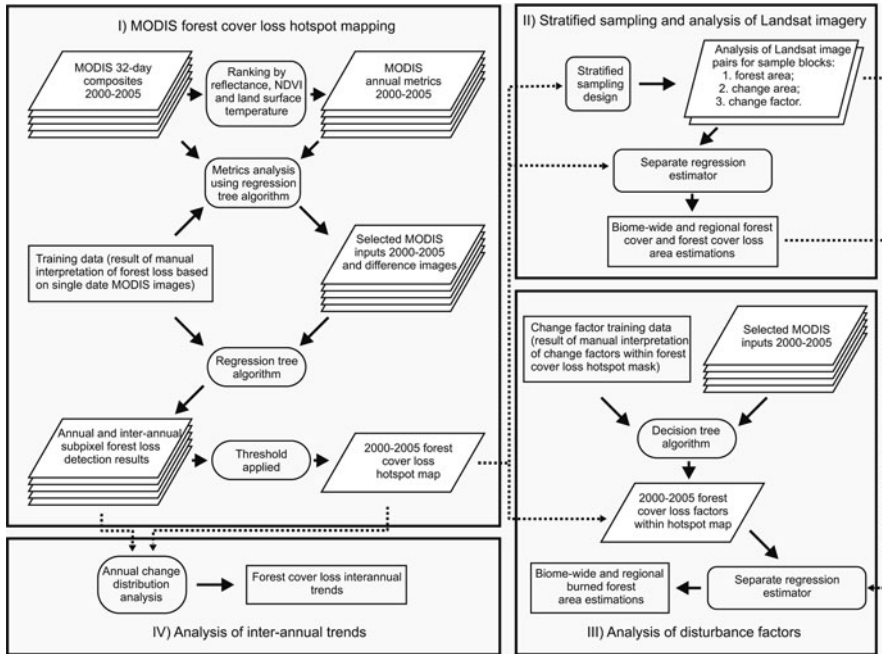 I) MODIS forest cover loss hotspot mapping
MODIS 32-day
composites
2000-2005
Ranking by
reflectance, NDVI
and land surface
temperature
MODIS
annual metrics
2000-2005
Metrics analysis
using regression
tree algorithm
Training data (result of manual
interpretation of forest loss based
on single date MODIS images)
Selected MODIS
inputs 2000-2005
and difference images
Regression tree
algorithm
Annual and inter-annual
subpixel forest loss
detection results
Threshold
applied
2000-2005 forest
cover loss
hotspot map
Annual change
distribution
analysis
Forest cover loss interannual
trends
IV) Analysis of inter-annual trends
II) Stratified sampling and analysis of Landsat imagery
Stratified
sampling
design
Analysis of Landsat image
pairs for sample blocks:
1. forest area;
2. change area;
3. change factor.
Separate regression
estimator
Biome-wide and regional forest
cover and forest cover loss
area estimations
Change factor training data
(result of manual interpretation
of change factors within forest
cover loss hotspot mask)
Selected MODIS
inputs 2000-2005
Decision tree
algorithm
2000-2005 forest
cover loss factors
within hotspot map
Biome-wide and regional
burned forest
area estimations
Separate regression
estimator
III) Analysis of disturbance factors